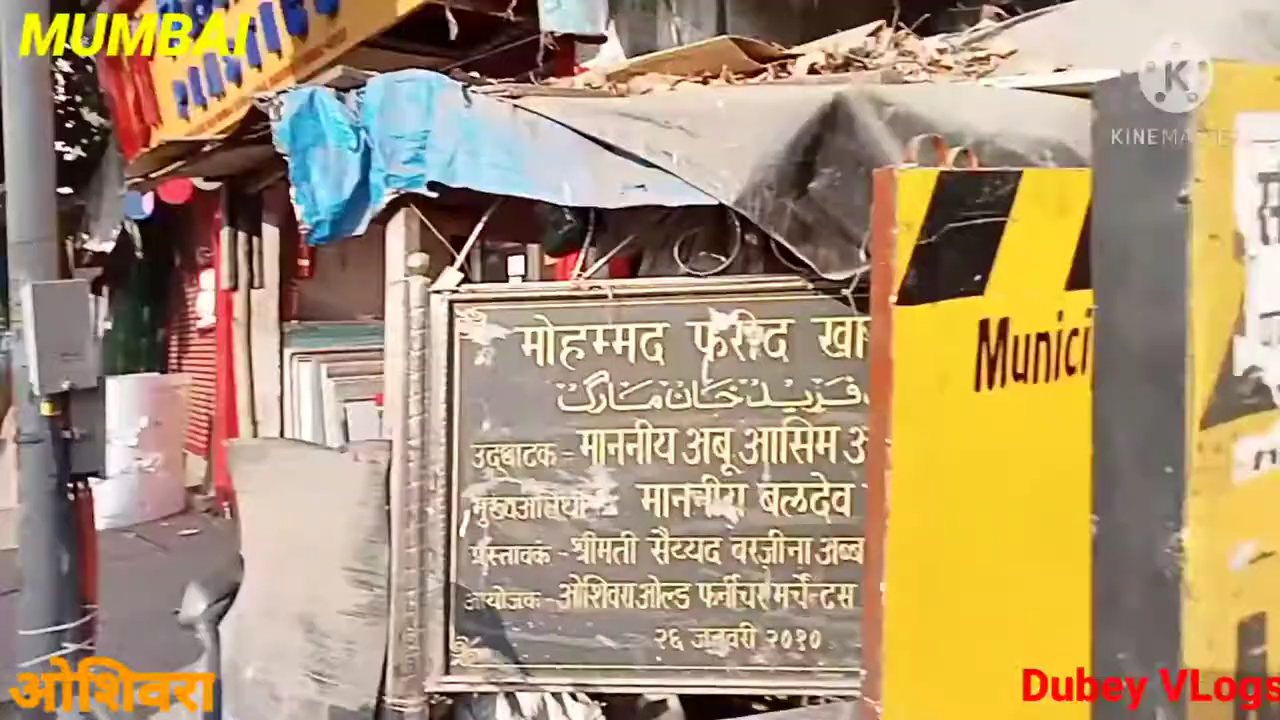 MUMBAI
PLASTIC
KINEMASTER
मोहम्मद फरीद खा
فرید خان مارگ
उद्घाटक - माननीय अबू आसिम अ
मुख्यअतिथी माननीय बलदेव
प्रस्तावक - श्रीमती सैय्यद वरज़ीना अब्बा
आयोजक - ओशिवरा ओल्ड फर्नीचर मर्चेन्टस
२६ जनवरी २०१०
Munici
ओशिवरा
Dubey VLogs